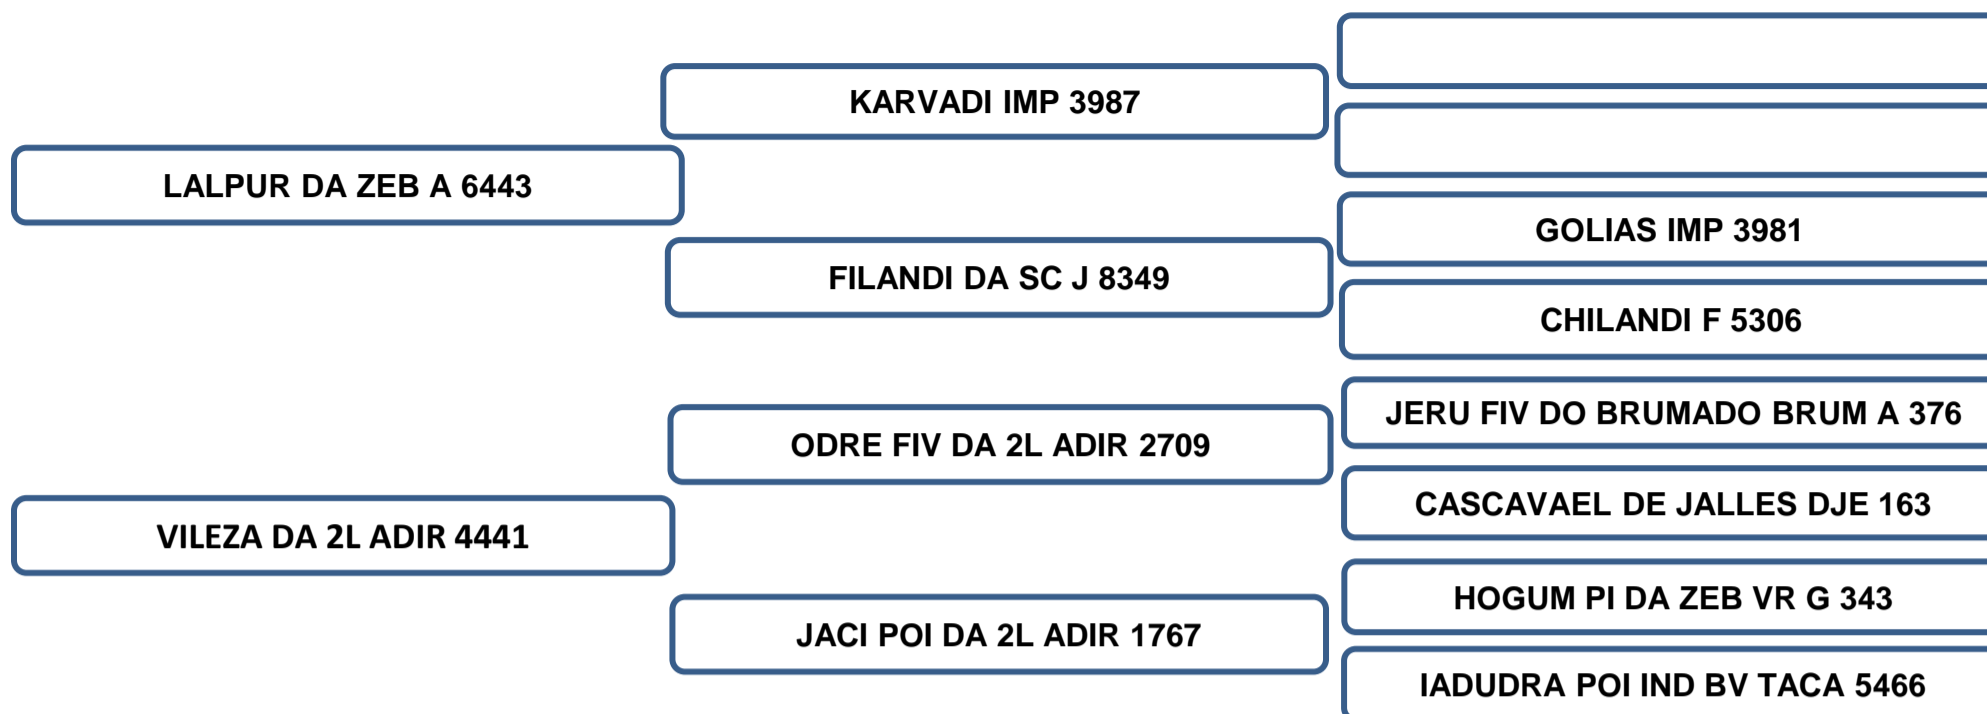 KARVADI IMP 3987
LALPUR DA ZEB A 6443
GOLIAS IMP 3981
FILANDI DA SC J 8349
CHILANDI F 5306
JERU FIV DO BRUMADO BRUM A 376
ODRE FIV DA 2L ADIR 2709
CASCAVAEL DE JALLES DJE 163
VILEZA DA 2L ADIR 4441
HOGUM PI DA ZEB VR G 343
JACI POI DA 2L ADIR 1767
IADUDRA POI IND BV TACA 5466